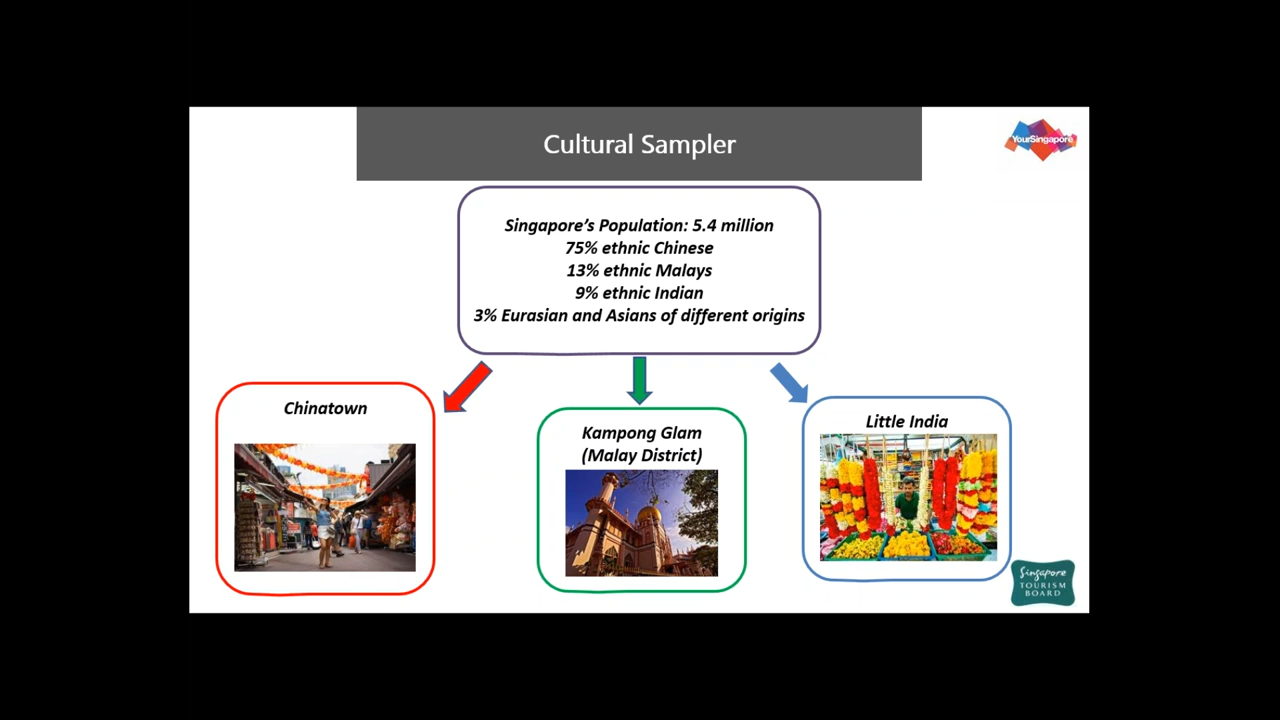 Cultural Sampler
YourSingapore
Singapore's Population: 5.4 million
75% ethnic Chinese
13% ethnic Malays
9% ethnic Indian
3% Eurasian and Asians of different origins
Chinatown
Kampong Glam
(Malay District)
Little India
Singapore
TOURISM
BOARD